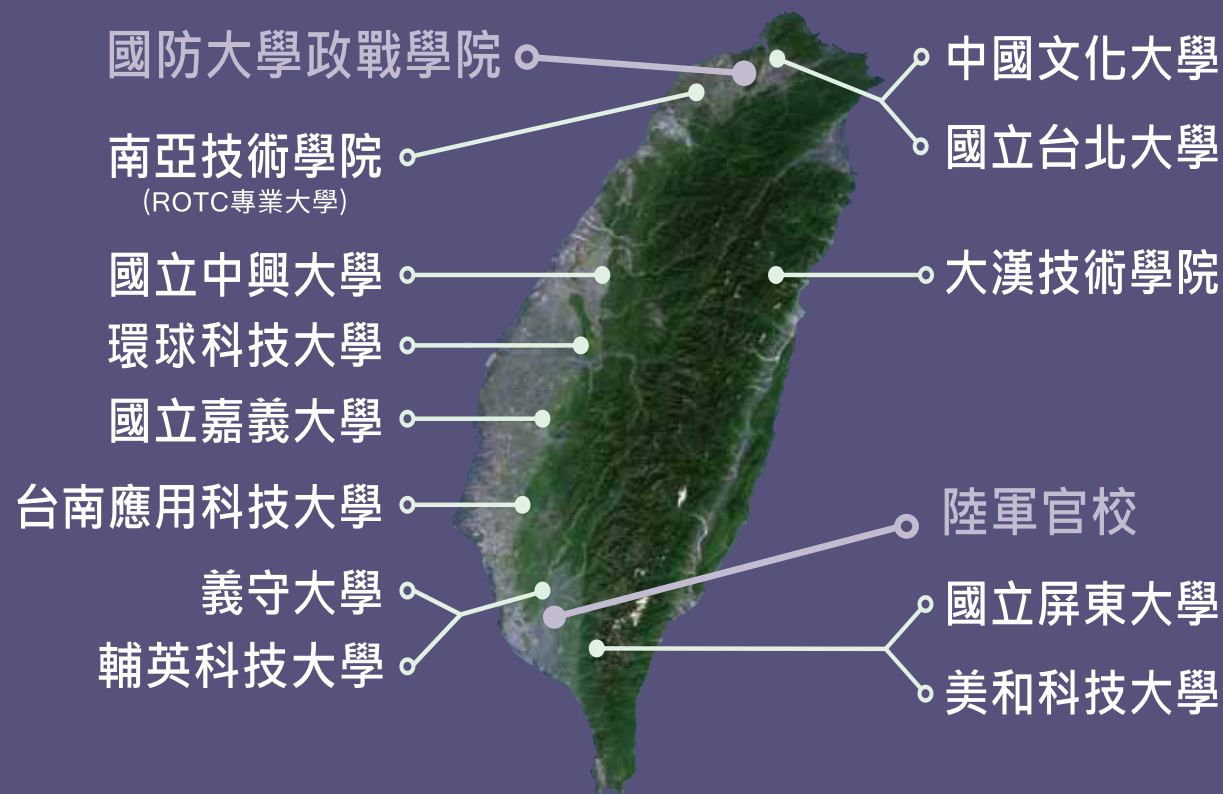 國防大學政戰學院
南亞技術學院
(ROTC專業大學)
國立中興大學
環球科技大學
國立嘉義大學
台南應用科技大學
義守大學
輔英科技大學
中國文化大學
國立台北大學
大漢技術學院
陸軍官校
國立屏東大學
美和科技大學